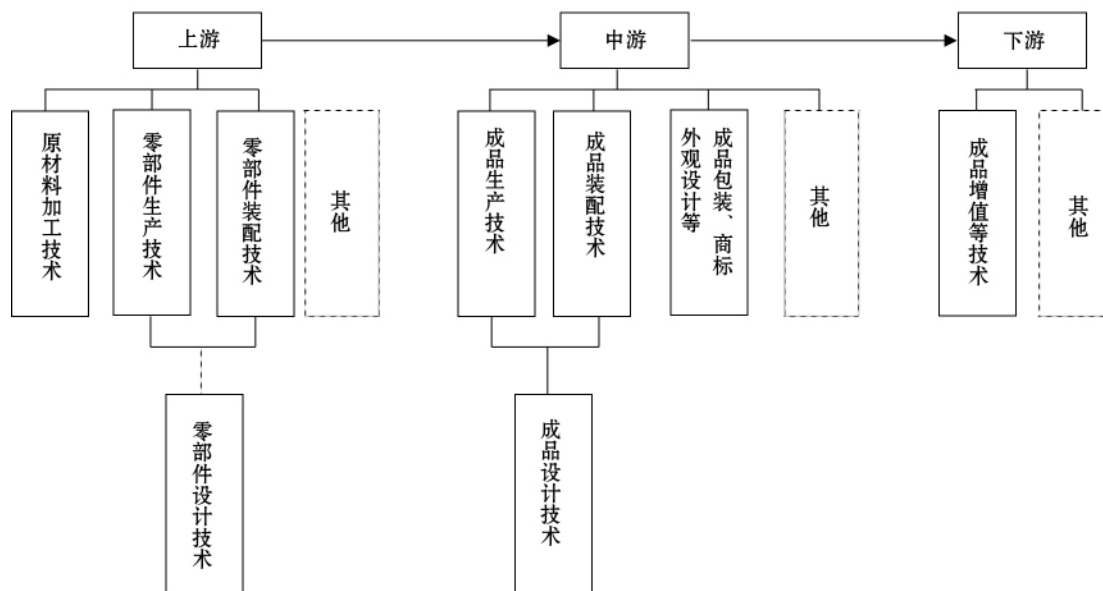 上游
中游
下游
原材料加工技术
零部件生产技术
零部件装配技术
其他
成品生产技术
成品装配技术
成品包装、商标
外观设计等
其他
成品增值等技术
其他
零部件设计技术
成品设计技术